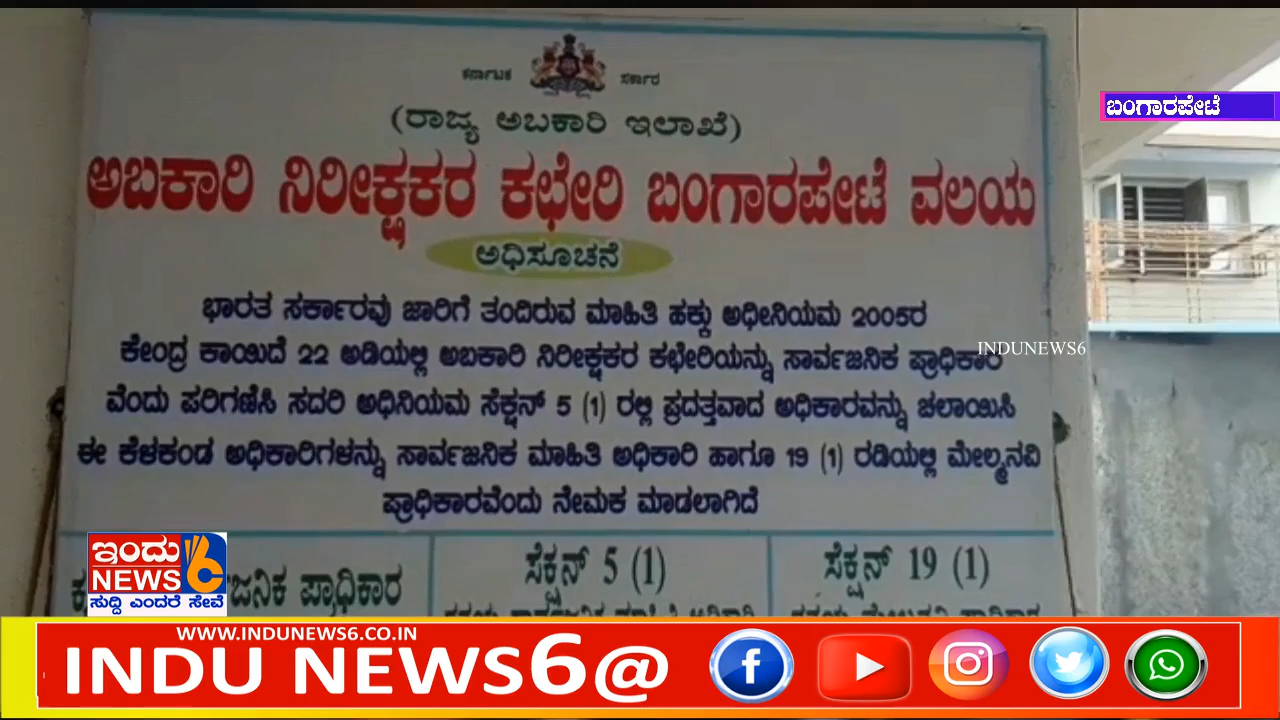 ಕರ್ನಾಟಕ ಸರ್ಕಾರ
(ರಾಜ್ಯ ಅಬಕಾರಿ ಇಲಾಖೆ)
ಬಂಗಾರಪೇಟೆ
ಅಬಕಾರಿ ನಿರೀಕ್ಷಕರ ಕಛೇರಿ ಬಂಗಾರಪೇಟೆ ವಲಯ
ಅಧಿಸೂಚನೆ
ಭಾರತ ಸರ್ಕಾರವು ಜಾರಿಗೆ ತಂದಿರುವ ಮಾಹಿತಿ ಹಕ್ಕು ಅಧೀನಿಯಮ 2005ರ
ಕೇಂದ್ರ ಕಾಯಿದೆ 22 ಅಡಿಯಲ್ಲಿ ಅಬಕಾರಿ ನಿರೀಕ್ಷಕರ ಕಛೇರಿಯನ್ನು ಸಾರ್ವಜನಿಕ ಪ್ರಾಧಿಕಾರ
INDUNEWS6
ವೆಂದು ಪರಿಗಣಿಸಿ ಸದರಿ ಅಧಿನಿಯಮ ಸೆಕ್ಷನ್ 5 (1) ರಲ್ಲಿ ಪ್ರದತ್ತವಾದ ಅಧಿಕಾರವನ್ನು ಚಲಾಯಿಸಿ
ಈ ಕೆಳಕಂಡ ಅಧಿಕಾರಿಗಳನ್ನು ಸಾರ್ವಜನಿಕ ಮಾಹಿತಿ ಅಧಿಕಾರಿ ಹಾಗೂ 19 (1) ರಡಿಯಲ್ಲಿ ಮೇಲ್ಮನವಿ
ಪ್ರಾಧಿಕಾರವೆಂದು ನೇಮಕ ಮಾಡಲಾಗಿದೆ
ಪ್ರಾಧಿಕಾರ
ಸೆಕ್ಷನ್ 5 (1)
ಸೆಕ್ಷನ್ 19 (1)
ಇಂದು
NEWS 6
ಸುದ್ದಿ ಎಂದರೆ ಸೇವೆ
WWW.INDUNEWS6.CO.IN
INDU NEWS6@